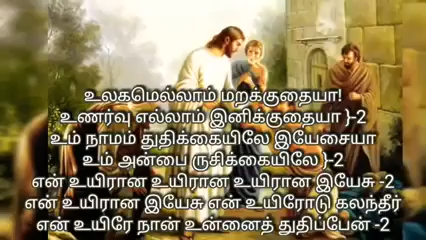 உலகமெல்லாம் மறக்குதையா!
உணர்வு எல்லாம் இனிக்குதையா }-2
உம் நாமம் துதிக்கையிலே இயேசையா
உம் அன்பை ருசிக்கையிலே }-2
என் உயிரான உயிரான உயிரான இயேசு -2
என் உயிரான இயேசு என் உயிரோடு கலந்தீர்
என் உயிரே நான் உன்னைத் துதிப்பேன் -2